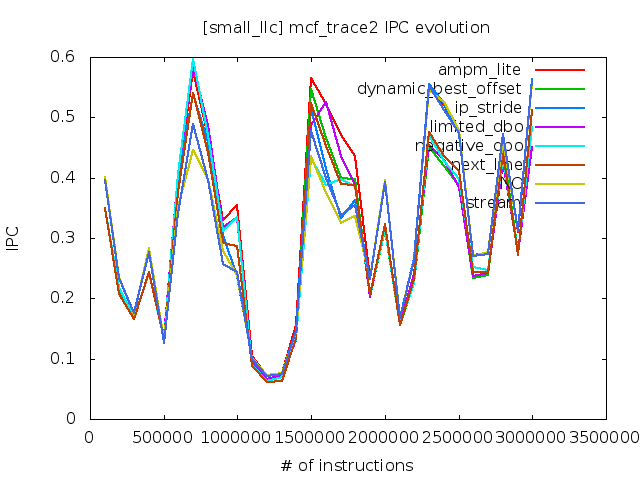 [small_llc] mcf_trace2 IPC evolution
IPC
0.6
0.5
0.4
0.3
0.2
0.1
0
ampm_lite
dynamic_best_offset
ip_stride
limited_dbo
negative_dbo
next_line
stream
0 500000 1000000 1500000 2000000 2500000 3000000 3500000
# of instructions